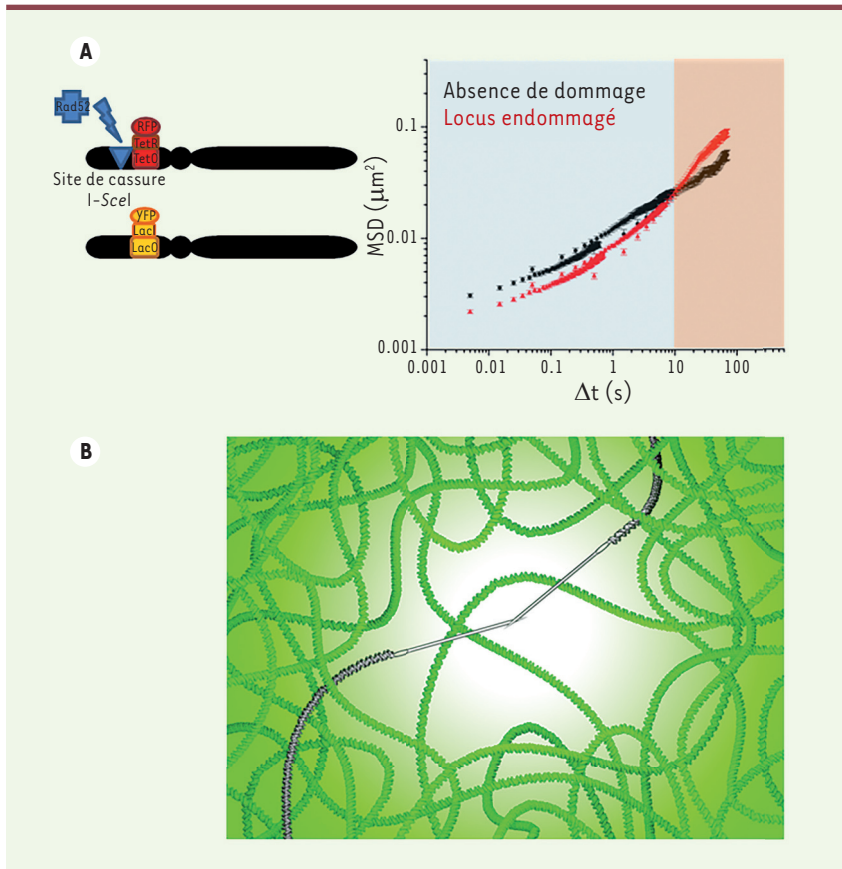 A
Rad52
RFP
TetR
TetO
Site de cassure
I-SceI
YFP
LacI
LacO
Absence de dommage
Locus endommagé
MSD (µm²)
0.1
0.01
0.001
0.001 0.01 0.1 1 10 100
Δt (s)
B